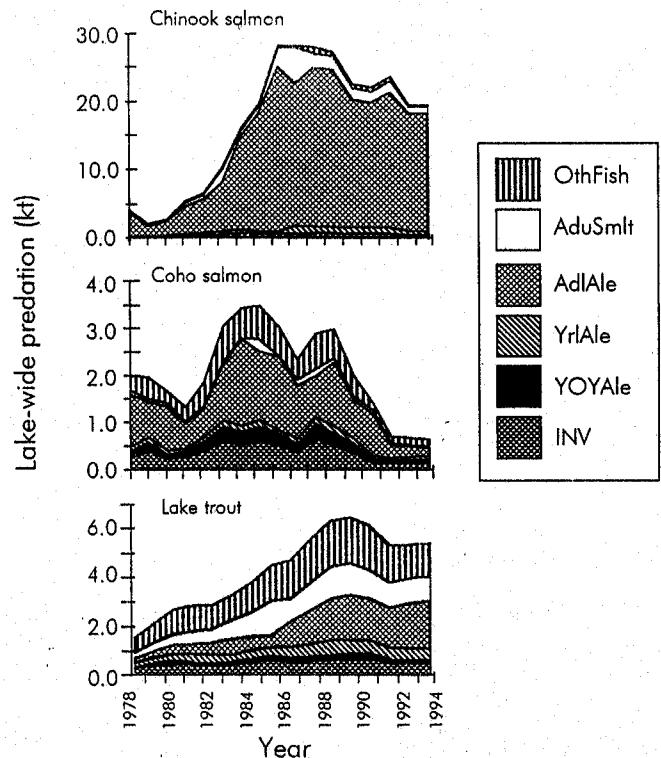 Chinook salmon
30.0
20.0
10.0
0.0
Coho salmon
4.0
3.0
2.0
1.0
0.0
Lake trout
6.0
4.0
2.0
0.0
1978
1980
1982
1984
1986
1988
1990
1992
1994
Year
Lake-wide predation (kt)
OthFish
AduSmlt
AdlAle
YrlAle
YOYAle
INV